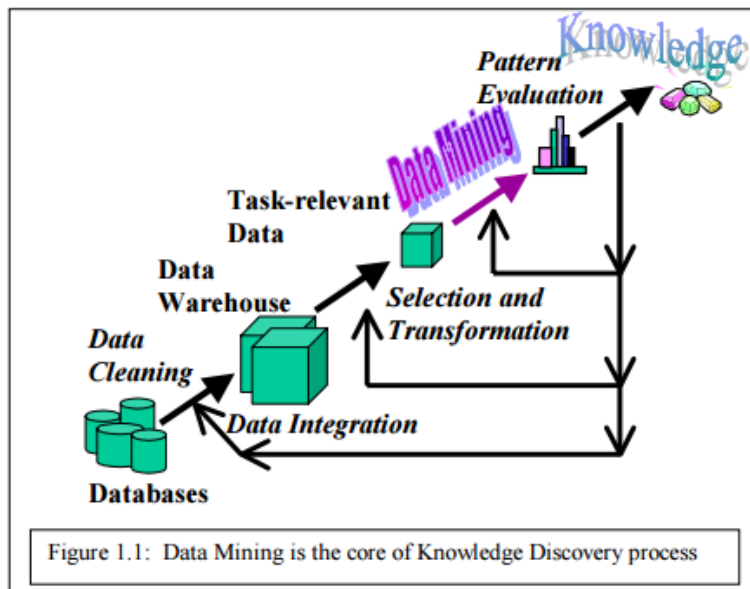 Knowledge
Pattern
Evaluation
Data Mining
Task-relevant
Data
Data
Warehouse
Selection and
Transformation
Data
Cleaning
Data Integration
Databases
Figure 1.1: Data Mining is the core of Knowledge Discovery process